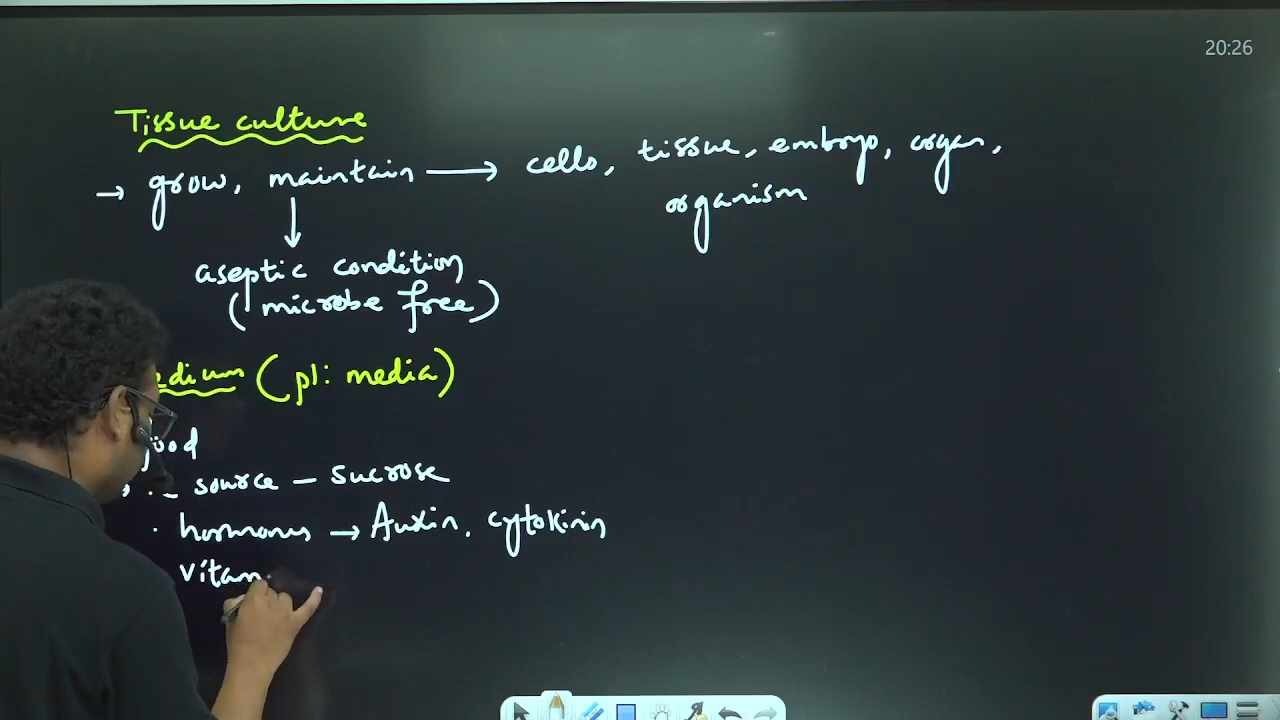 20:26
Tissue culture
→ grow, maintain → cells, tissue, embryo, organ,
organism
↓
aseptic condition
(microbe free)
(pl: media)
source – sucrose
hormones → Auxin, cytokinin